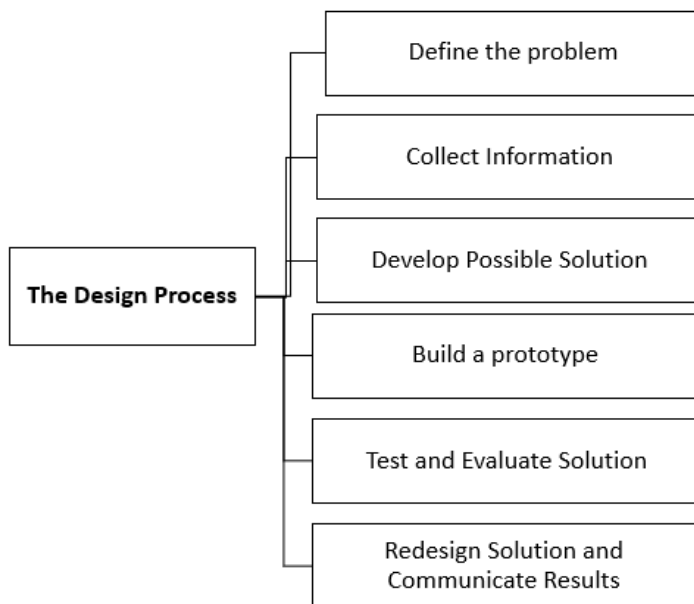 Define the problem
Collect Information
Develop Possible Solution
The Design Process
Build a prototype
Test and Evaluate Solution
Redesign Solution and
Communicate Results